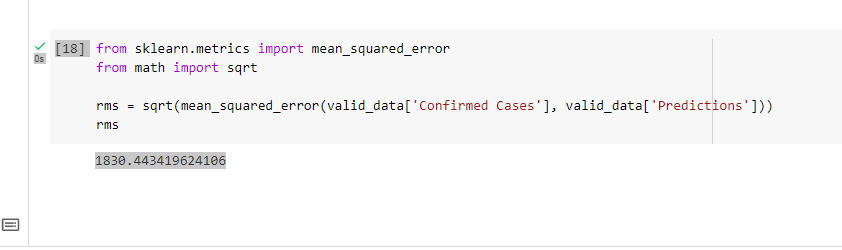 [18] from sklearn.metrics import mean_squared_error
0s
from math import sqrt
rms = sqrt(mean_squared_error(valid_data['Confirmed Cases'], valid_data['Predictions']))
rms
1830.443419624106